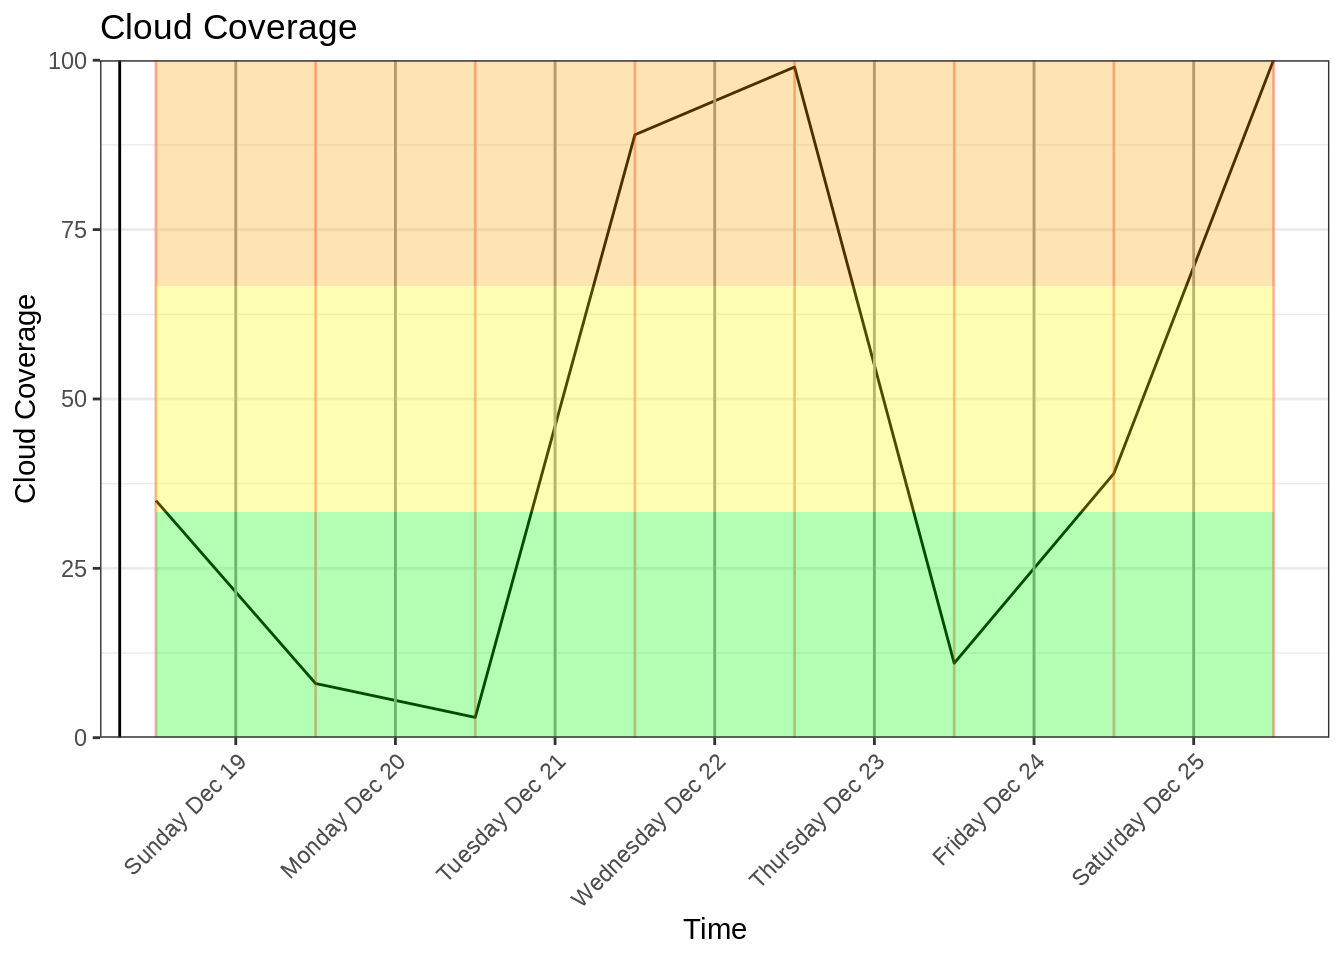 Cloud Coverage
100
75
50
25
0
Cloud Coverage
Sunday Dec 19
Monday Dec 20
Tuesday Dec 21
Wednesday Dec 22
Thursday Dec 23
Friday Dec 24
Saturday Dec 25
Time